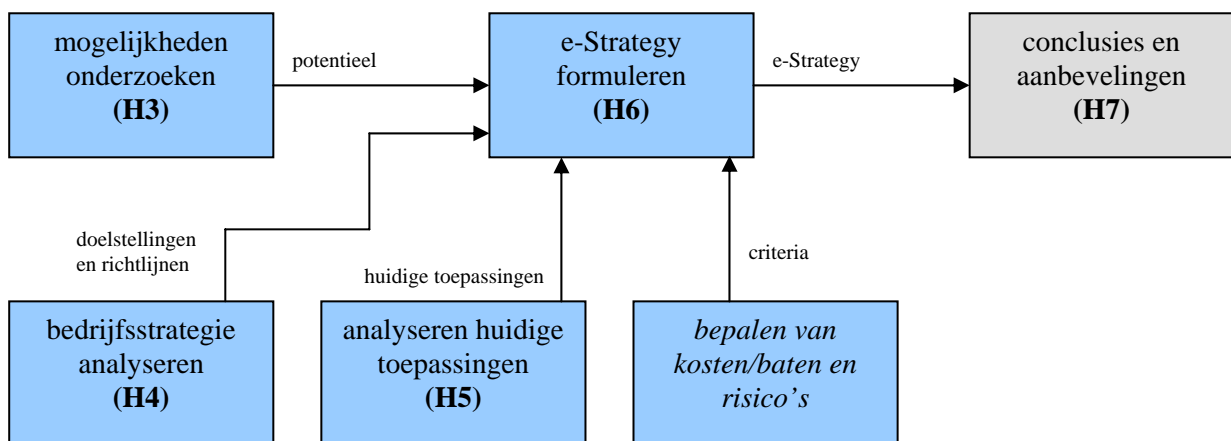 mogelijkheden
onderzoeken
(H3)
potentieel
e-Strategy
formuleren
(H6)
e-Strategy
conclusies en
aanbevelingen
(H7)
doelstellingen
en richtlijnen
huidige toepassingen
criteria
bedrijfsstrategie
analyseren
(H4)
analyseren huidige
toepassingen
(H5)
bepalen van
kosten/baten en
risico’s